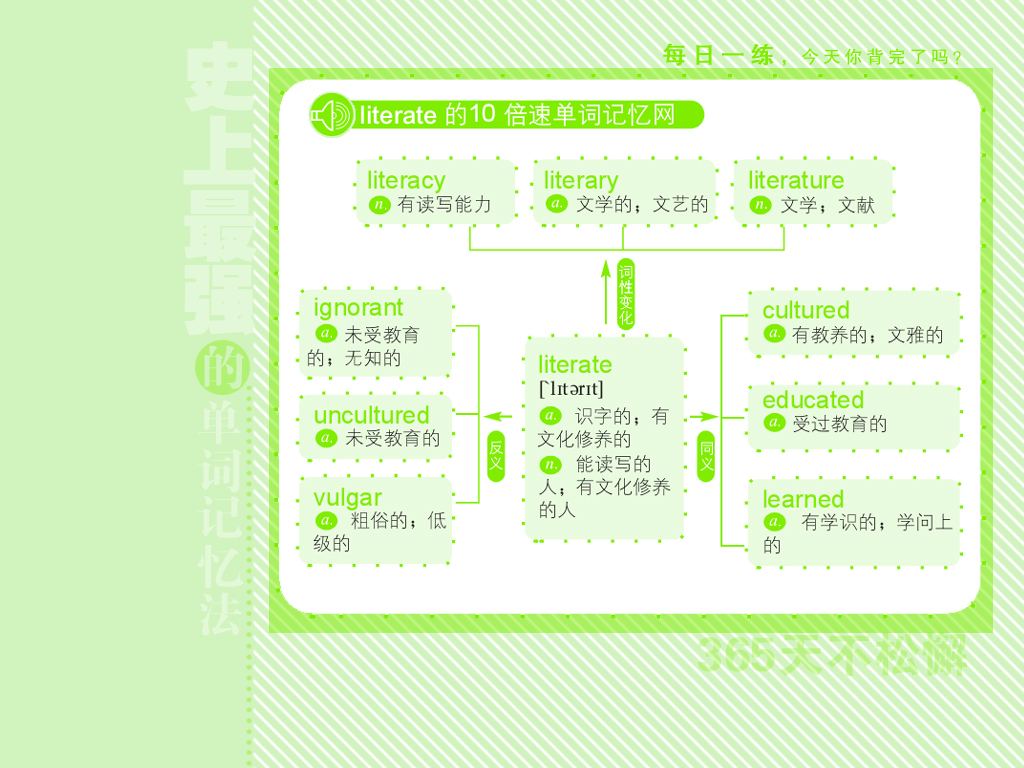 每日一练，今天你背完了吗?
史上最强的单词记忆法
literate 的10 倍速单词记忆网
literacy
n. 有读写能力
literary
a. 文学的；文艺的
literature
n. 文学；文献
词性变化
ignorant
a. 未受教育
的；无知的
uncultured
a. 未受教育的
vulgar
a. 粗俗的；低
级的
反义
literate
[`lɪtərɪt]
a. 识字的；有
文化修养的
n. 能读写的
人；有文化修养
的人
同义
cultured
a. 有教养的；文雅的
educated
a. 受过教育的
learned
a. 有学识的；学问上
的
365天不松懈